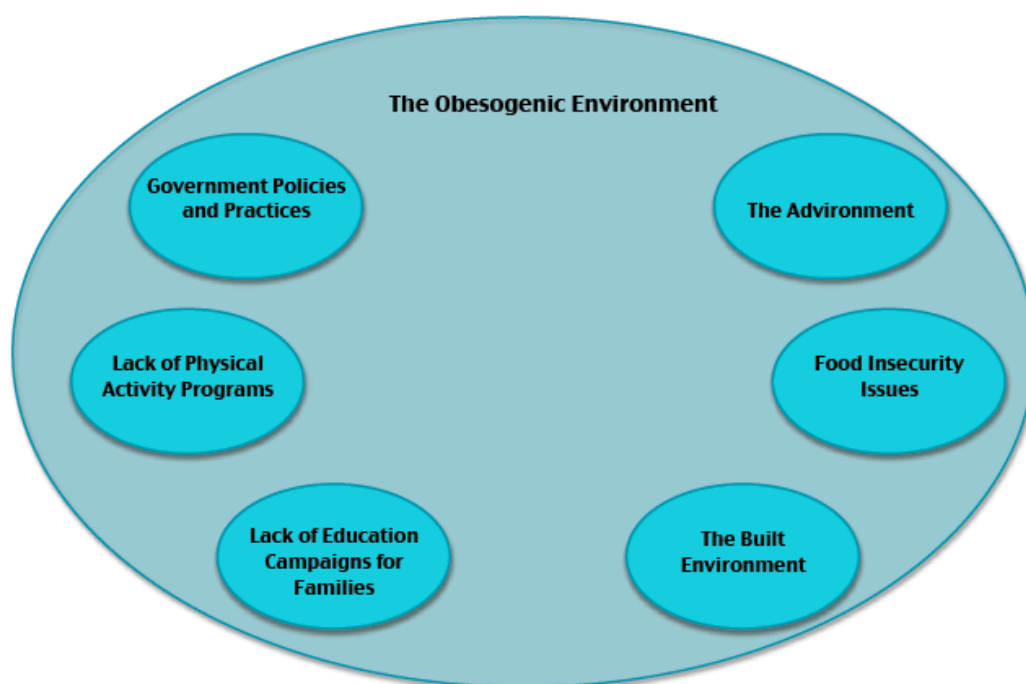 The Obesogenic Environment
Government Policies
and Practices
The Advironment
Lack of Physical
Activity Programs
Food Insecurity
Issues
Lack of Education
Campaigns for
Families
The Built
Environment